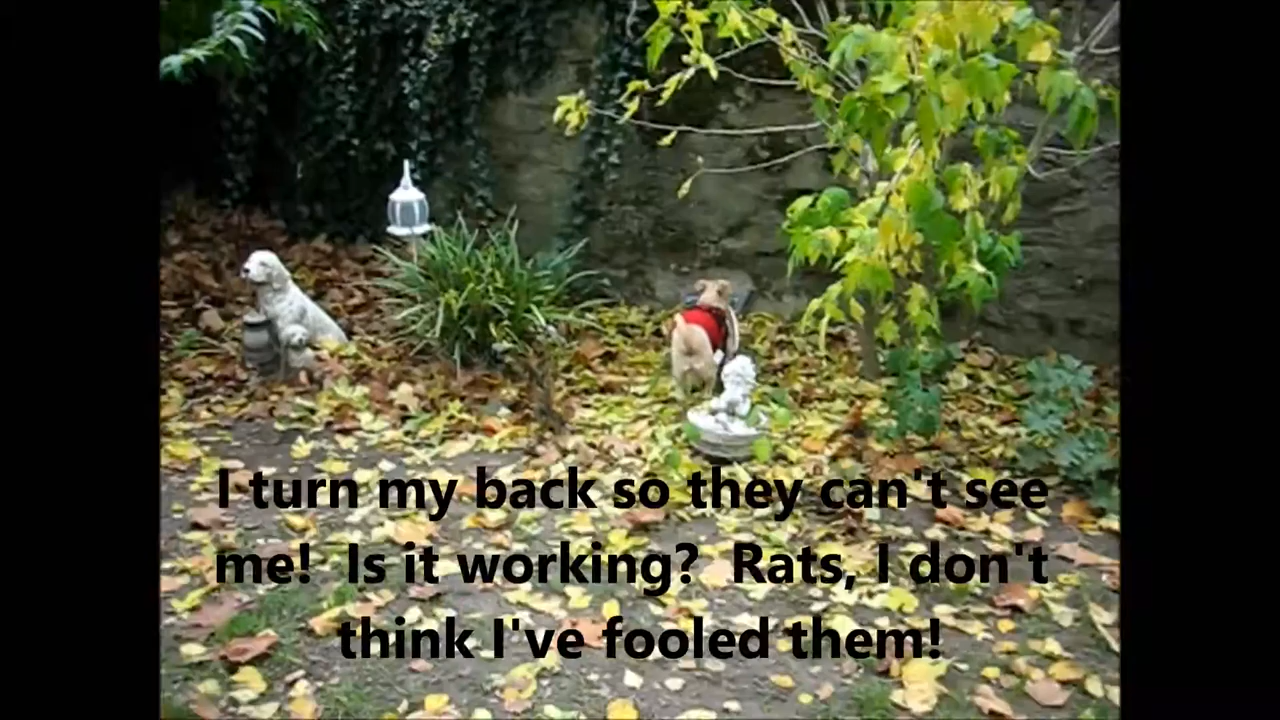 I turn my back so they can't see
me!  Is it working?  Rats, I don't
think I've fooled them!